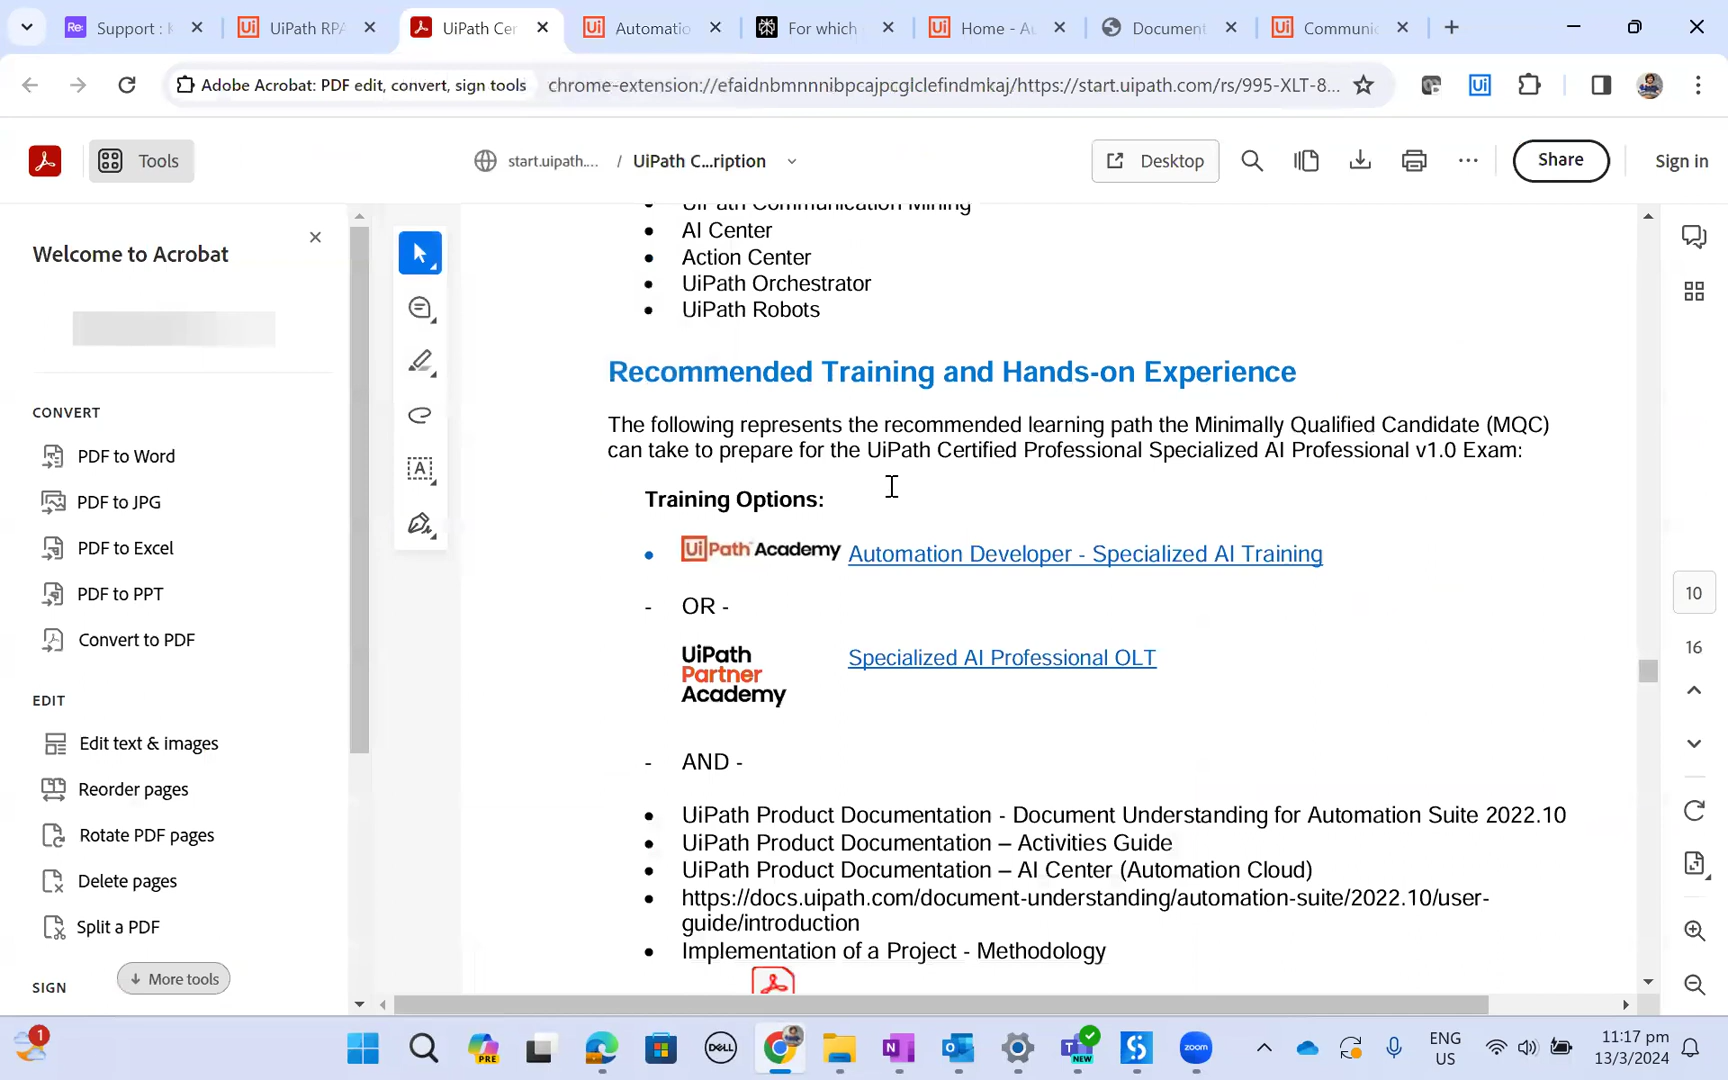 Support : K
UiPath RPA
UiPath Cer
Automatio
For which
Home - Au
Document
Communic
Adobe Acrobat: PDF edit, convert, sign tools
chrome-extension://efaidnbmnnnibpcajpcglclefindmkaj/https://start.uipath.com/rs/995-XLT-8...
Tools
start.uipath....
/ UiPath C...ription
Desktop
Share
Sign in
Welcome to Acrobat
CONVERT
PDF to Word
PDF to JPG
PDF to Excel
PDF to PPT
Convert to PDF
EDIT
Edit text & images
Reorder pages
Rotate PDF pages
Delete pages
Split a PDF
SIGN
More tools
• UiPath Communication Mining
• AI Center
• Action Center
• UiPath Orchestrator
• UiPath Robots
Recommended Training and Hands-on Experience
The following represents the recommended learning path the Minimally Qualified Candidate (MQC)
can take to prepare for the UiPath Certified Professional Specialized AI Professional v1.0 Exam:
Training Options:
• UiPath Academy Automation Developer - Specialized AI Training
- OR -
UiPath
Partner
Academy
Specialized AI Professional OLT
- AND -
• UiPath Product Documentation - Document Understanding for Automation Suite 2022.10
• UiPath Product Documentation – Activities Guide
• UiPath Product Documentation – AI Center (Automation Cloud)
• https://docs.uipath.com/document-understanding/automation-suite/2022.10/user-
guide/introduction
• Implementation of a Project - Methodology
10
16
1
PRE
DELL
NEW
zoom
ENG
US
11:17 pm
13/3/2024